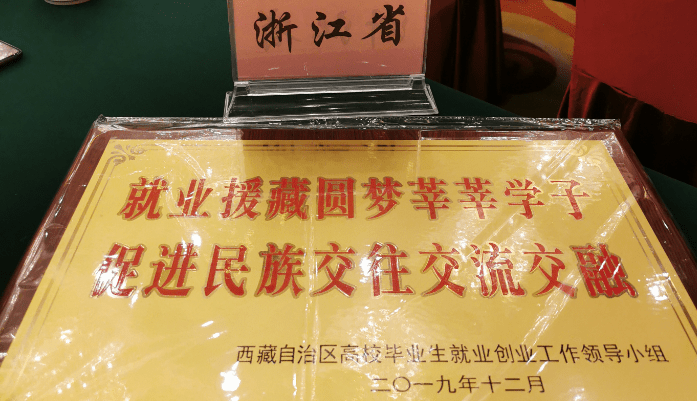 浙江省
就业援藏圆梦莘莘学子
促进民族交往交流交融
西藏自治区高校毕业生就业创业工作领导小组
二〇一九年十二月